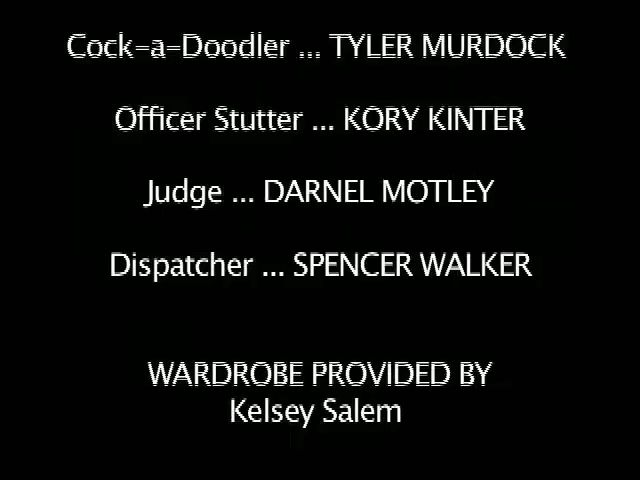 Cock-a-Doodler ... TYLER MURDOCK
Officer Stutter ... KORY KINTER
Judge ... DARNEL MOTLEY
Dispatcher ... SPENCER WALKER
WARDROBE PROVIDED BY
Kelsey Salem